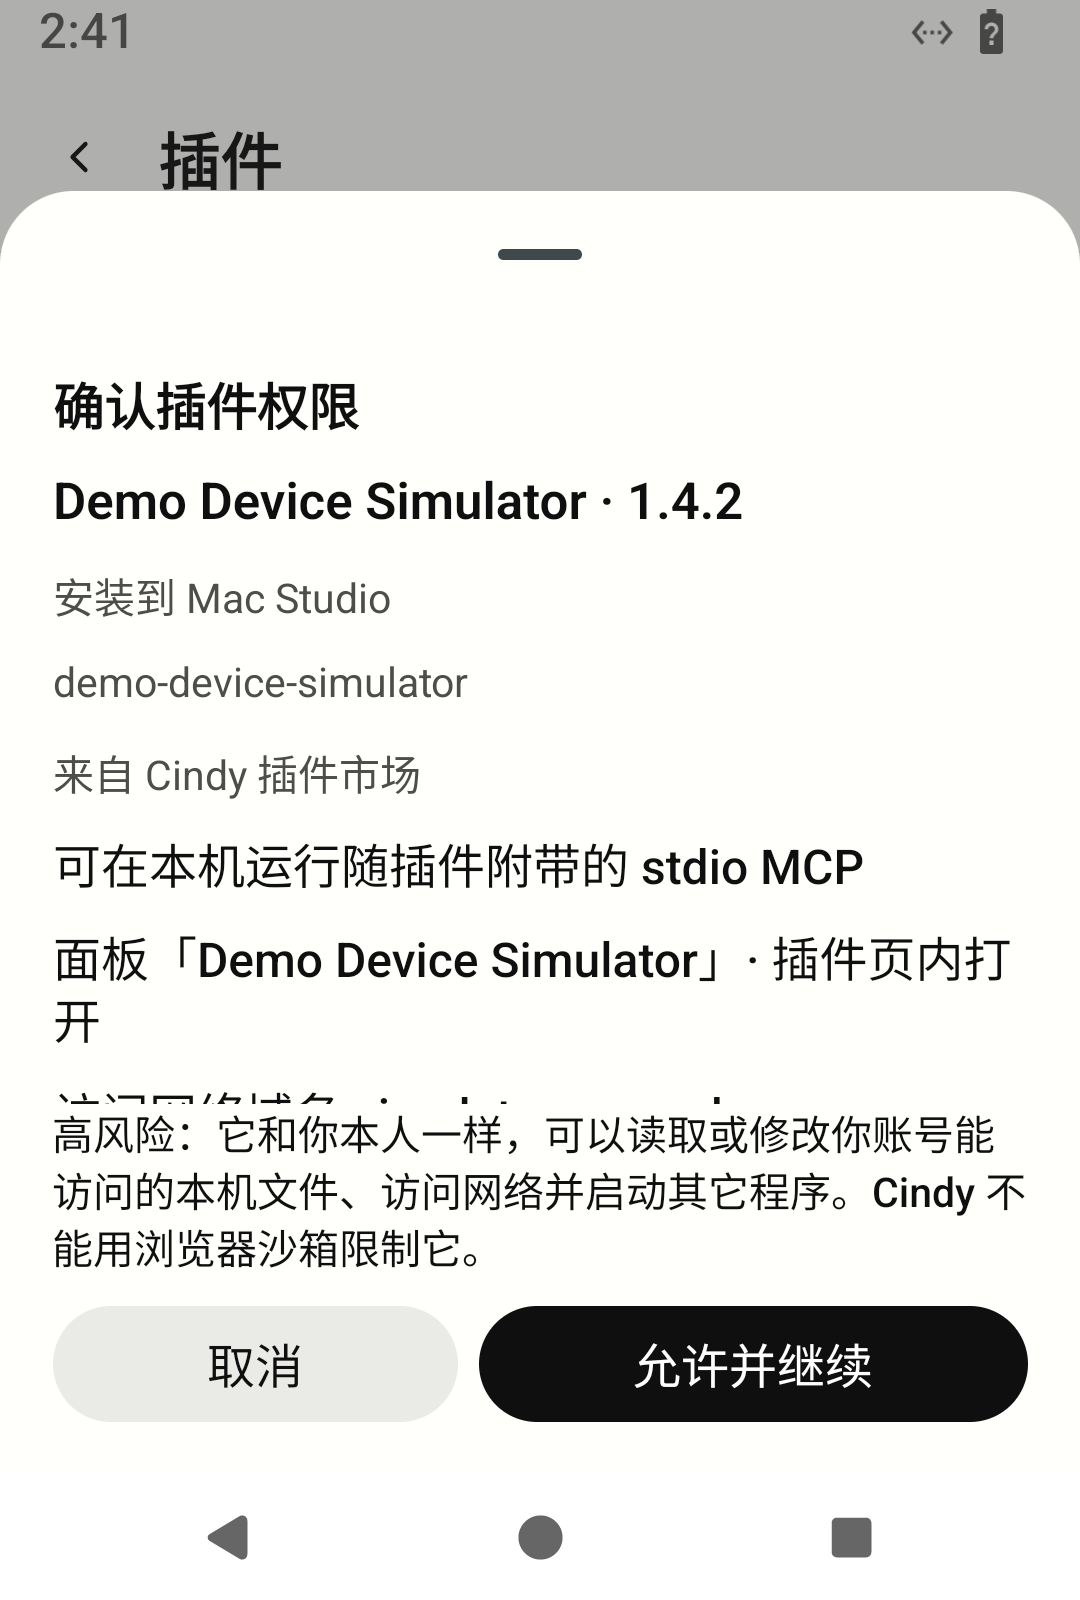 2:41
插件
确认插件权限
Demo Device Simulator · 1.4.2
安装到 Mac Studio
demo-device-simulator
来自 Cindy 插件市场
可在本机运行随插件附带的 stdio MCP
面板「Demo Device Simulator」· 插件页内打
开
访问网络域名
高风险：它和你本人一样，可以读取或修改你账号能
访问的本机文件、访问网络并启动其它程序。Cindy 不
能用浏览器沙箱限制它。
取消
允许并继续